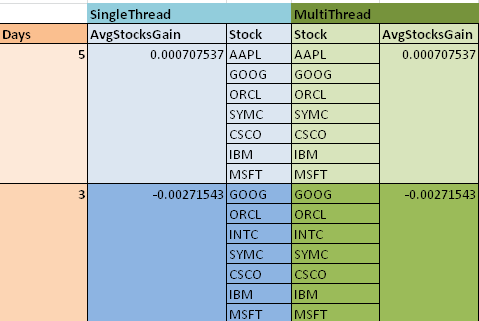 SingleThread MultiThread
Days AvgStocksGain Stock Stock AvgStocksGain
5 0.000707537 AAPL AAPL 0.000707537
GOOG GOOG
ORCL ORCL
SYMC SYMC
CSCO CSCO
IBM IBM
MSFT MSFT
3 -0.00271543 GOOG GOOG -0.00271543
ORCL ORCL
INTC INTC
SYMC SYMC
CSCO CSCO
IBM IBM
MSFT MSFT